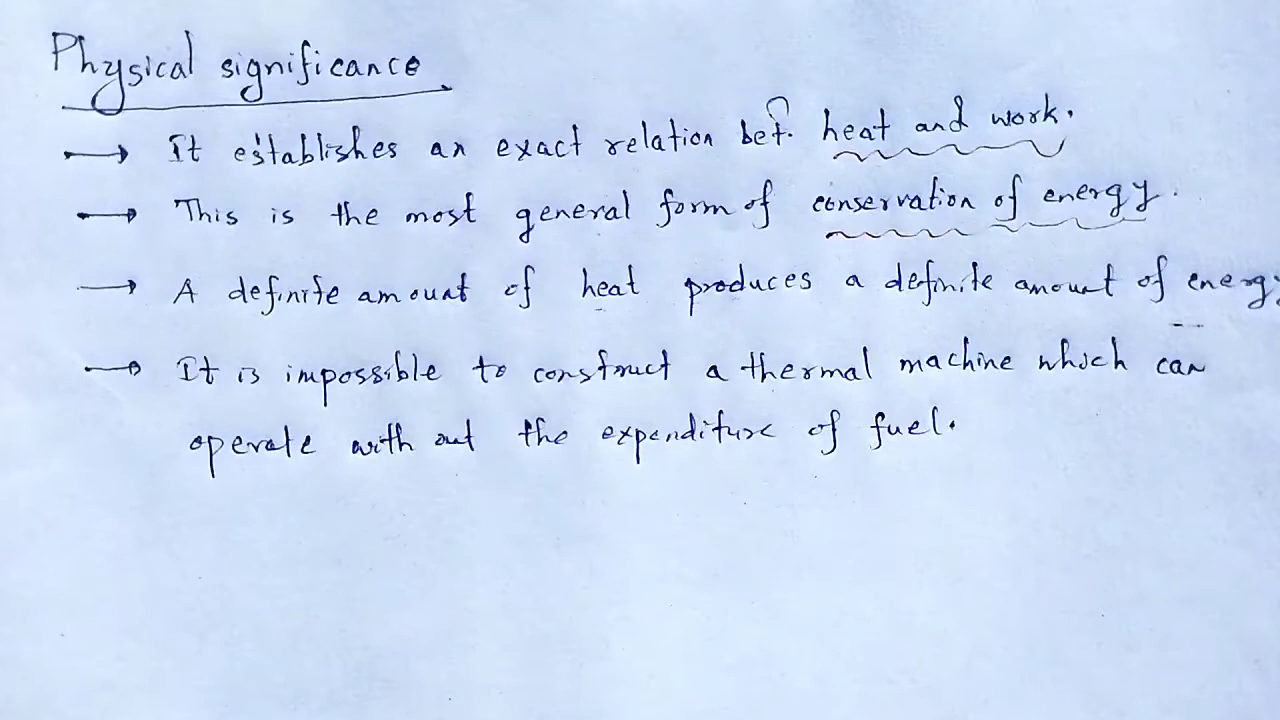 Physical significance
→ It establishes an exact relation betn. heat and work.
→ This is the most general form of conservation of energy.
→ A definite amount of heat produces a definite amount of energy
→ It is impossible to construct a thermal machine which can
operate with out the expenditure of fuel.